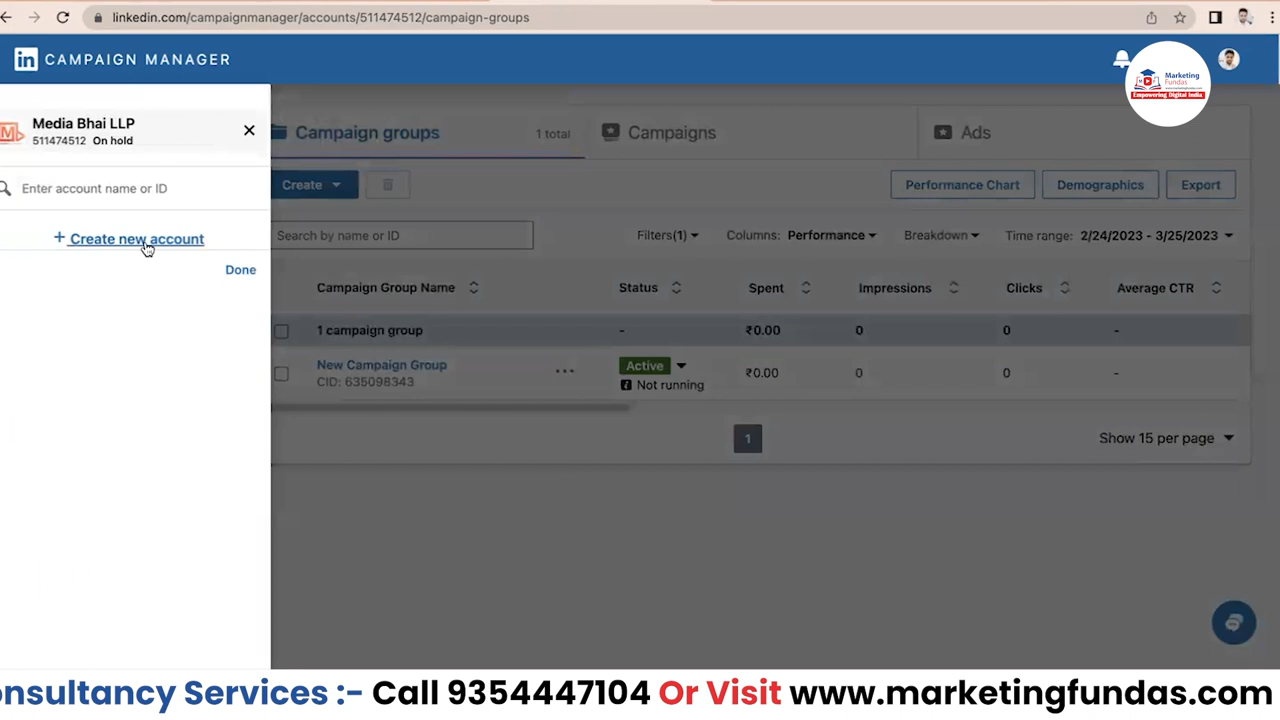 linkedin.com/campaignmanager/accounts/511474512/campaign-groups
in CAMPAIGN MANAGER
Marketing
Fundas
www.marketingfundas.com
Empowering Digital India
Media Bhai LLP
511474512 On hold
Enter account name or ID
+ Create new account
Done
Campaign groups 1 total Campaigns Ads
Create Performance Chart Demographics Export
Search by name or ID Filters(1) Columns: Performance Breakdown Time range: 2/24/2023 - 3/25/2023
Campaign Group Name Status Spent Impressions Clicks Average CTR
1 campaign group - ₹0.00 0 0 -
New Campaign Group ... Active ₹0.00 0 0 -
CID: 635098343 Not running
1 Show 15 per page
onsultancy Services :- Call 9354447104 Or Visit www.marketingfundas.com